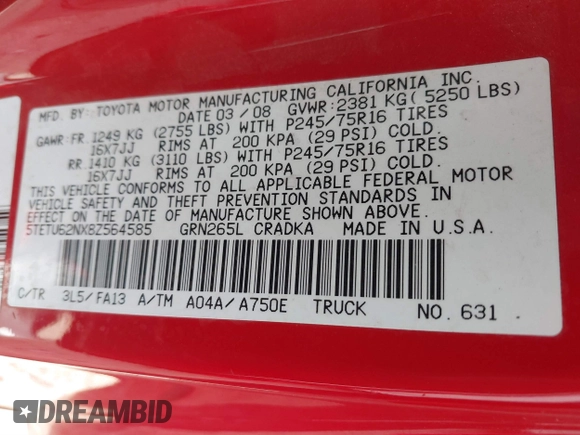 MFD. BY: TOYOTA MOTOR MANUFACTURING CALIFORNIA INC.
DATE 03 / 08 GVWR: 2381 KG( 5250 LBS)
GAWR: FR. 1249 KG (2755 LBS) WITH P245/75R16 TIRES
16X7JJ RIMS AT 200 KPA (29 PSI) COLD
RR. 1410 KG (3110 LBS) WITH P245/75R16 TIRES
16X7JJ RIMS AT 200 KPA (29 PSI) COLD
THIS VEHICLE CONFORMS TO ALL APPLICABLE FEDERAL MOTOR
VEHICLE SAFETY AND THEFT PREVENTION STANDARDS IN
EFFECT ON THE DATE OF MANUFACTURE SHOWN ABOVE.
5TETU62NX8Z564585 GRN265L CRADKA MADE IN U.S.A.
C/TR 3L5/FA13 A/TM A04A/A750E TRUCK NO. 631
DREAMBID